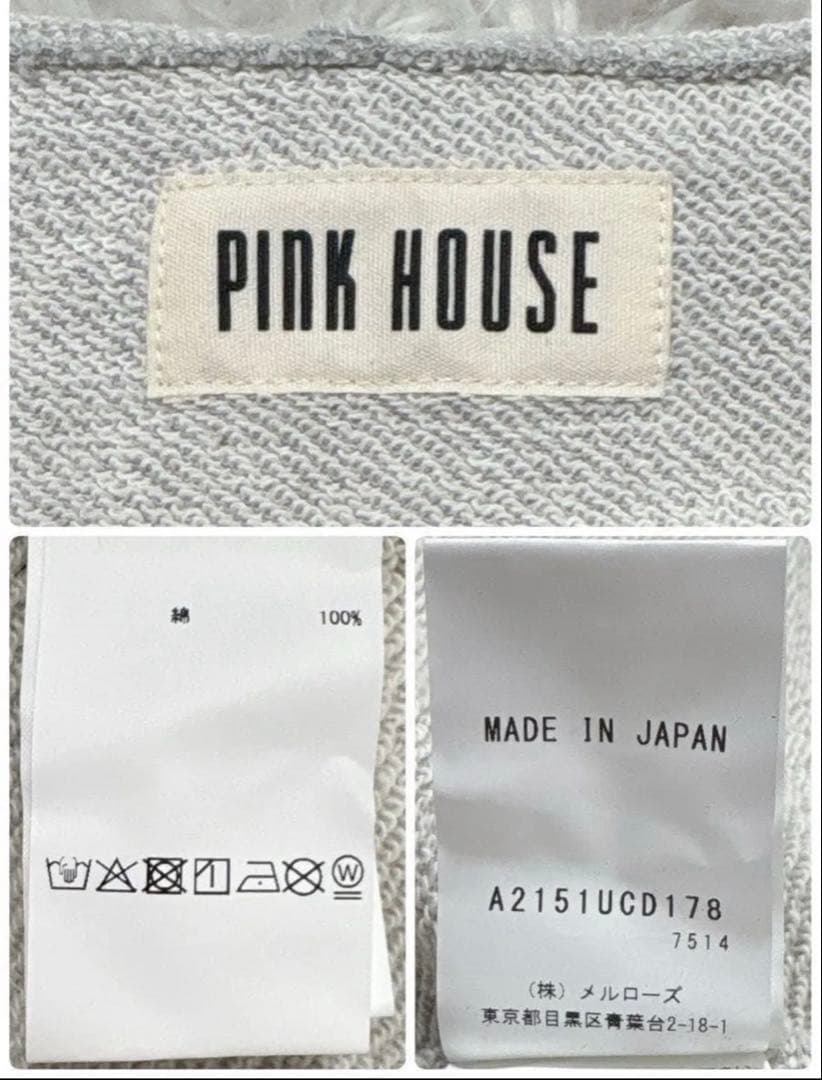 PINK HOUSE
綿 100%
W
MADE IN JAPAN
A2151UCD178
7514
(株) メルローズ
東京都目黒区青葉台2-18-1